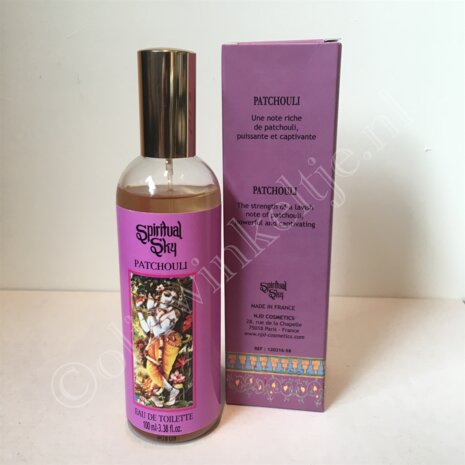 Spiritual
Sky
PATCHOULI
EAU DE TOILETTE
100 ml-3.38 fl.oz.
PATCHOULI
Une note riche
de patchouli,
puissante et captivante
PATCHOULI
The strength of a lavish
note of patchouli,
powerful and captivating
Spiritual
Sky
MADE IN FRANCE
NJD COSMETICS
28, rue de la Chapelle
75018 Paris - France
www.njd-cosmetics.com